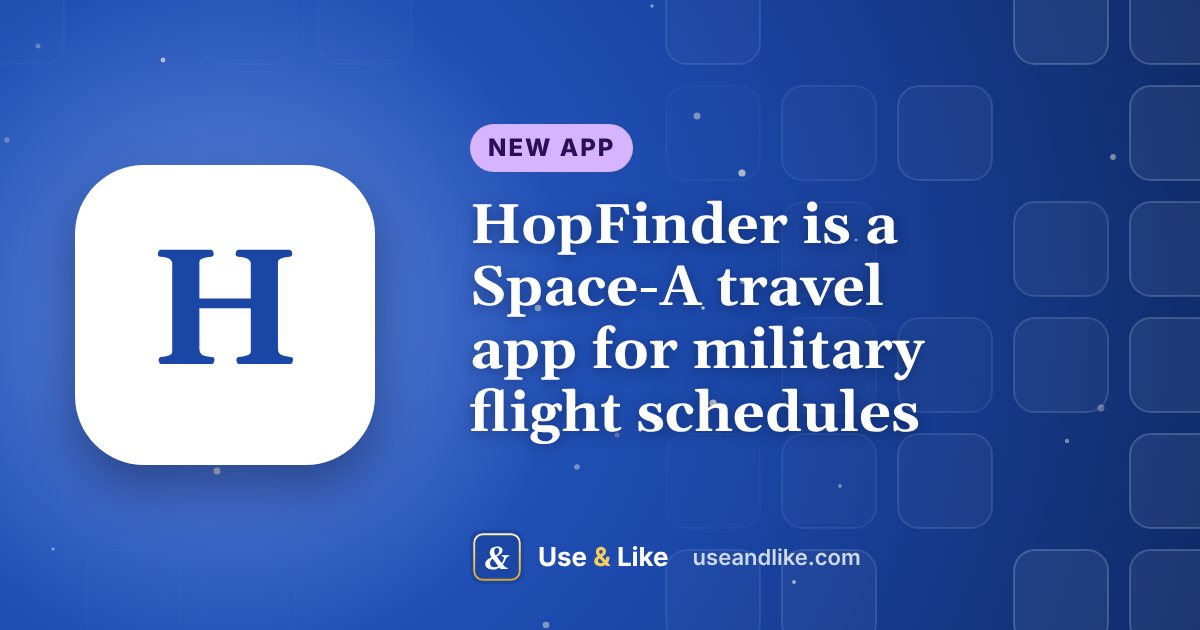 H
NEW APP
HopFinder is a
Space-A travel
app for military
flight schedules
& Use & Like useandlike.com